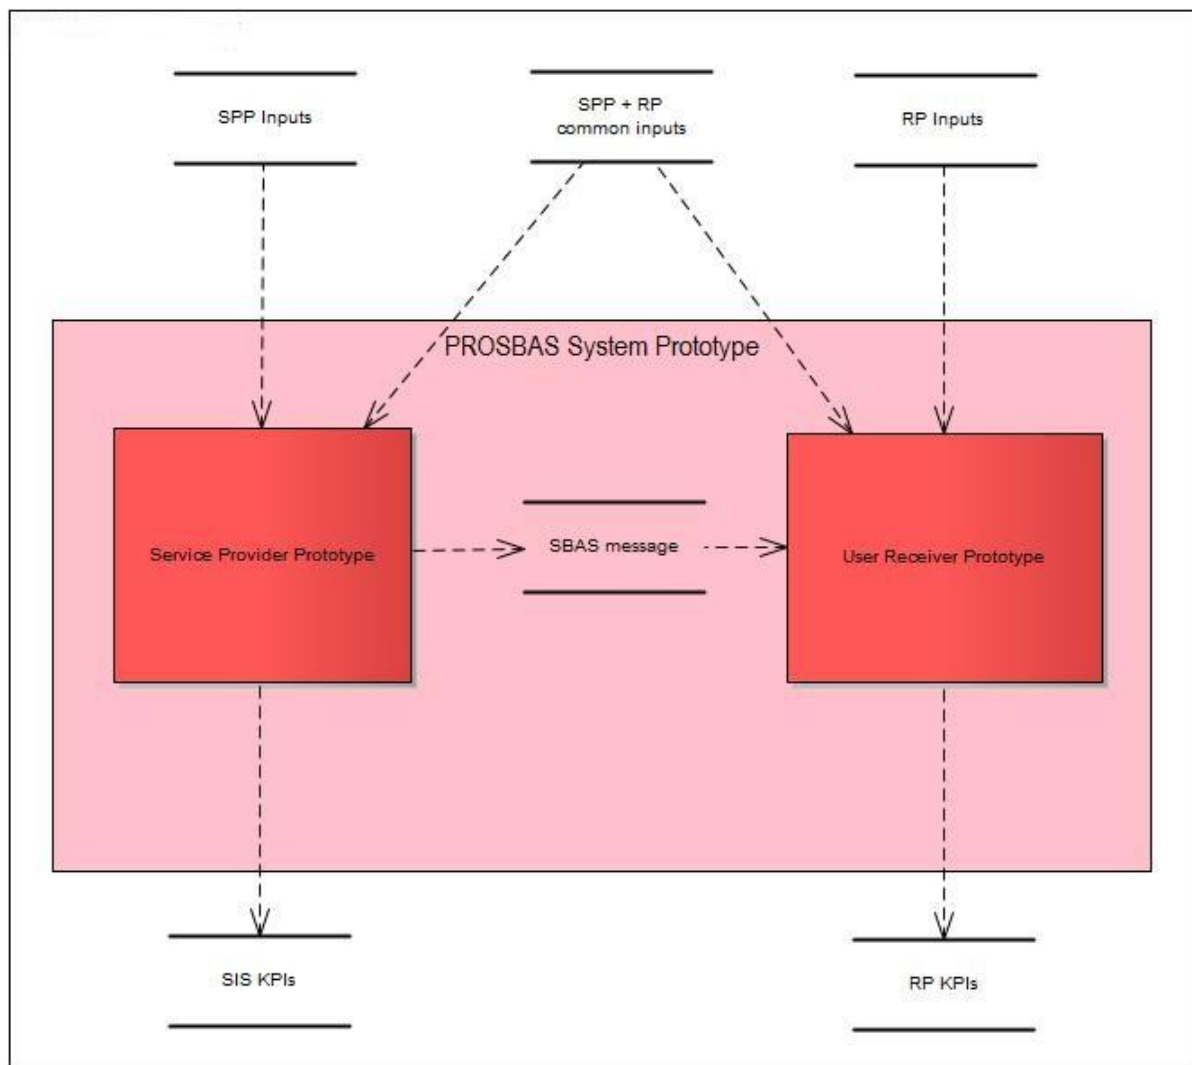 SPP Inputs
SPP + RP
common inputs
RP Inputs
PROSBAS System Prototype
Service Provider Prototype
SBAS message
User Receiver Prototype
SIS KPIs
RP KPIs